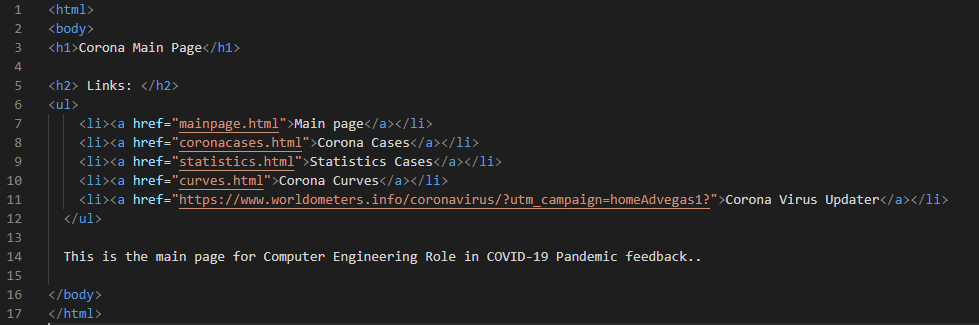 1 <html>
2 <body>
3 <h1>Corona Main Page</h1>
4
5 <h2> Links: </h2>
6 <ul>
7     <li><a href="mainpage.html">Main page</a></li>
8     <li><a href="coronacases.html">Corona Cases</a></li>
9     <li><a href="statistics.html">Statistics Cases</a></li>
10     <li><a href="curves.html">Corona Curves</a></li>
11     <li><a href="https://www.worldometers.info/coronavirus/?utm_campaign=homeAdvegas1?">Corona Virus Updater</a></li>
12   </ul>
13
14   This is the main page for Computer Engineering Role in COVID-19 Pandemic feedback..
15
16 </body>
17 </html>